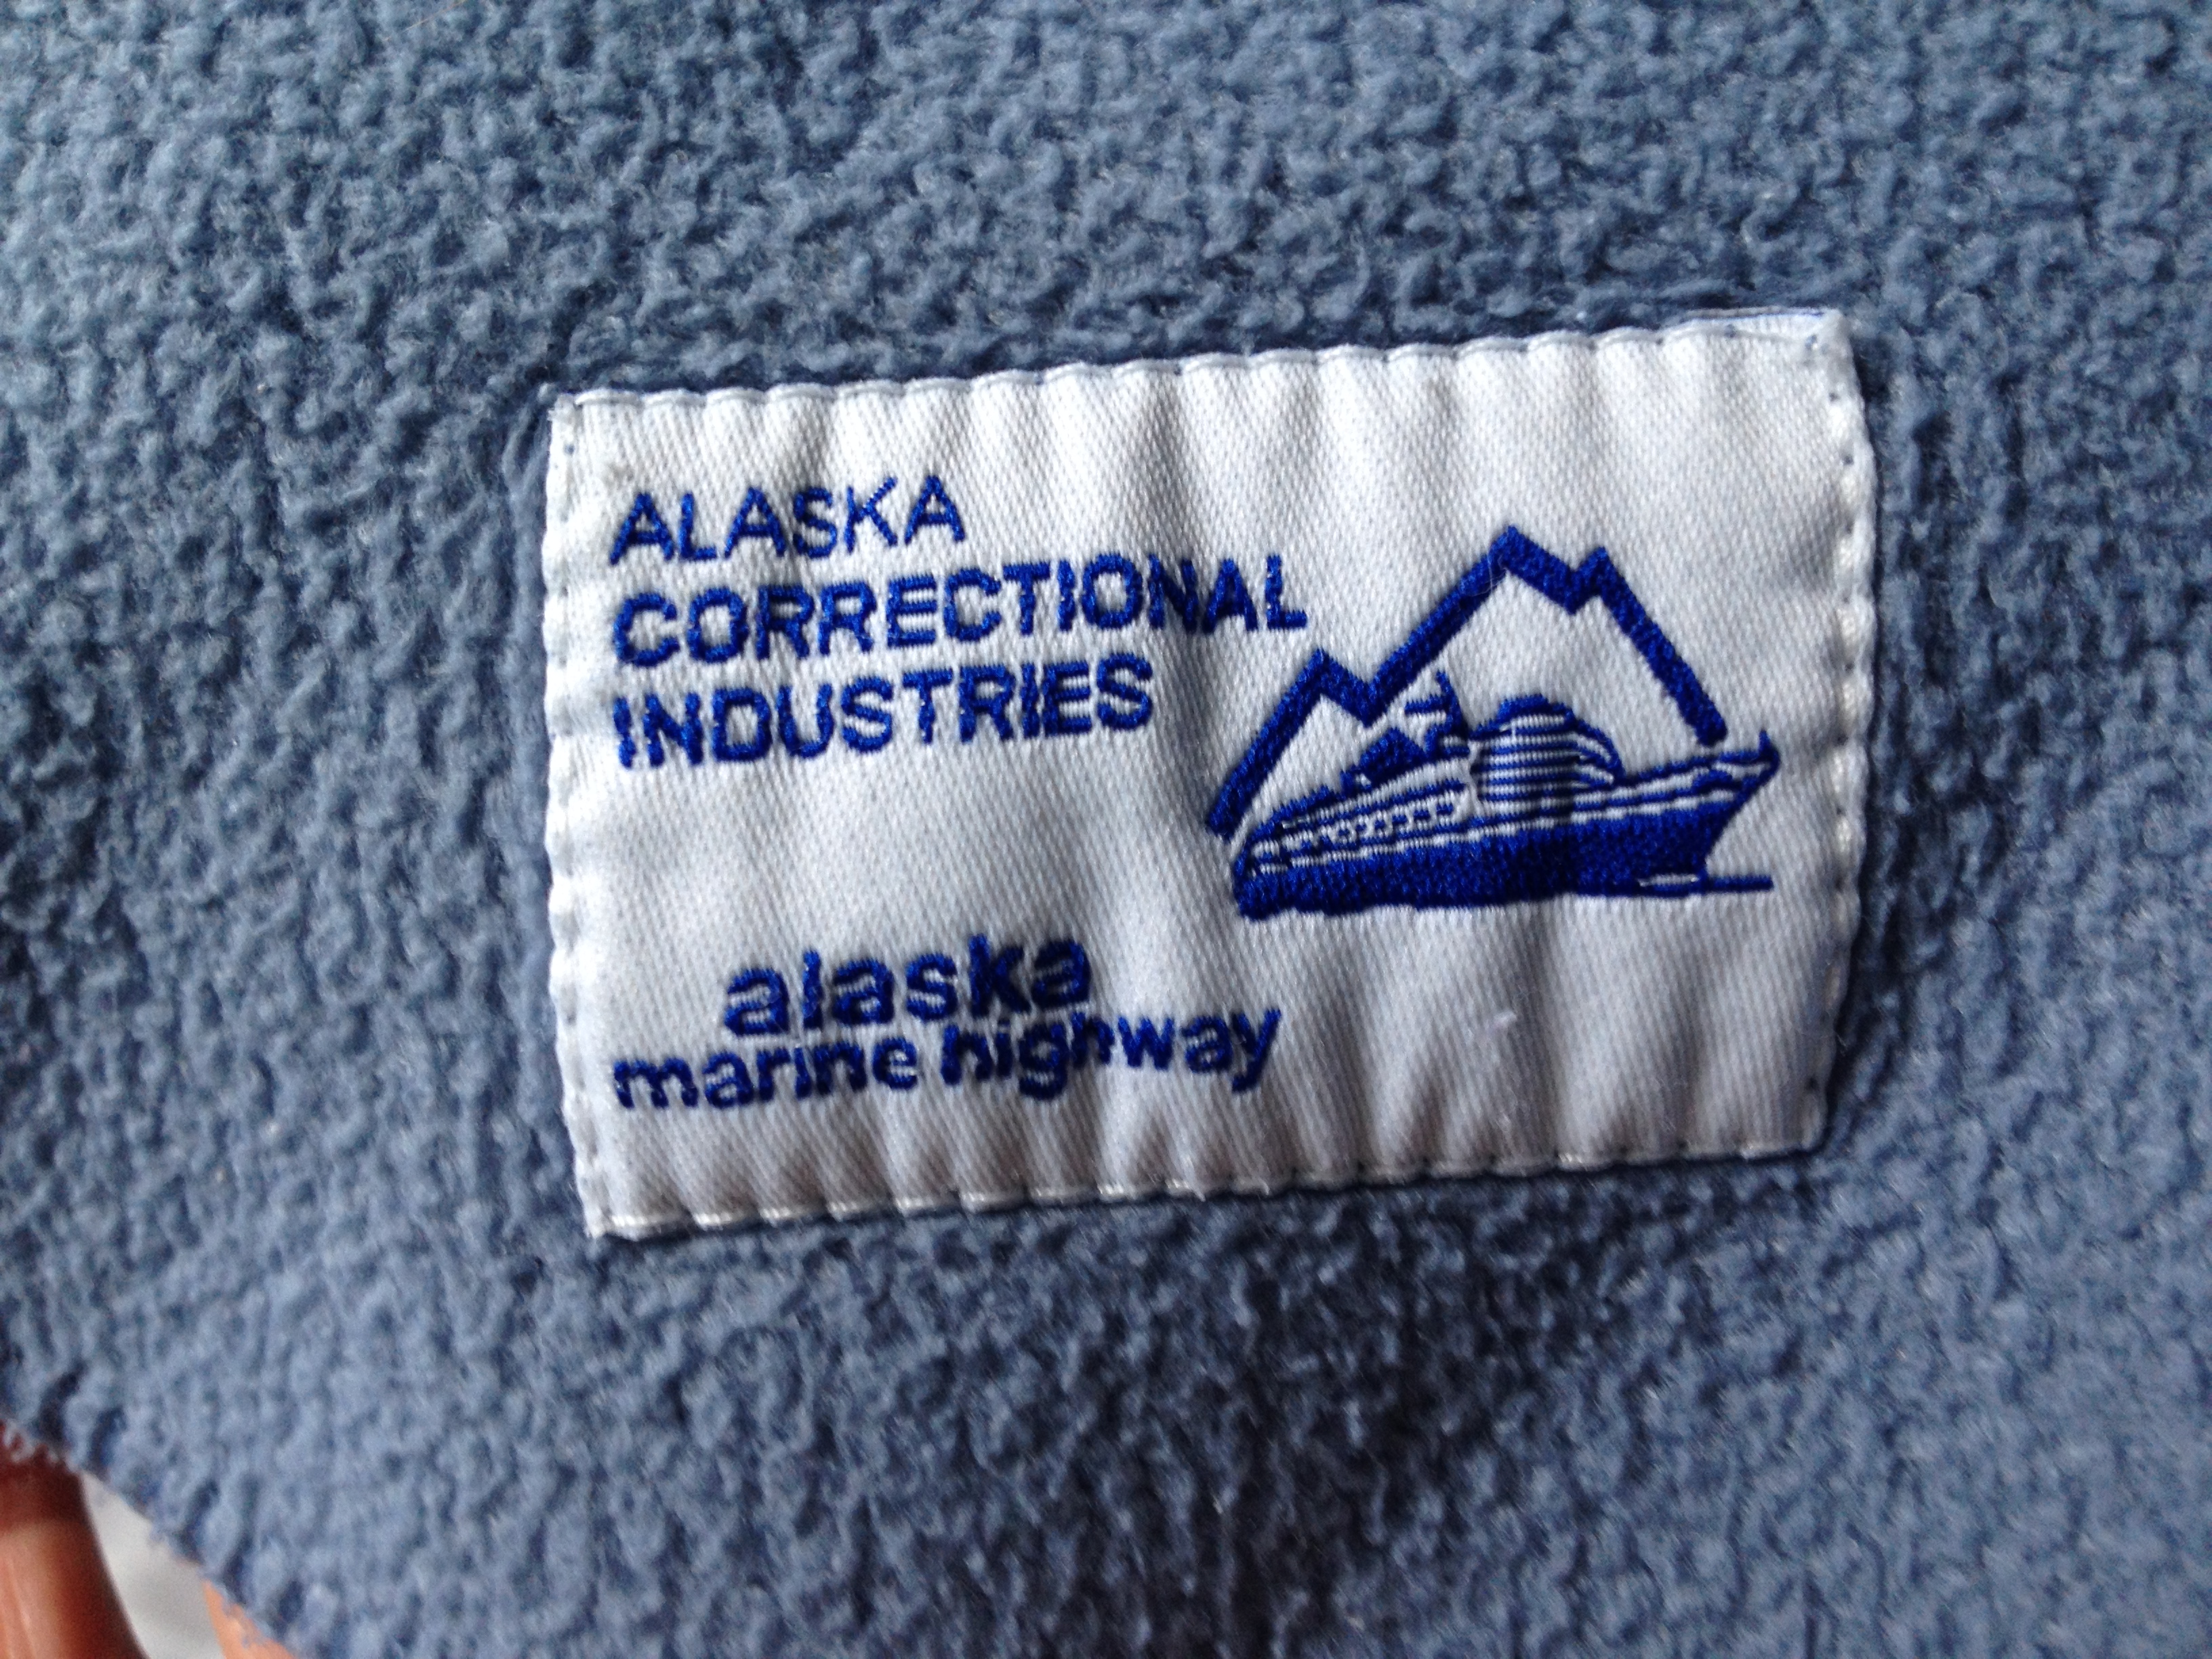 ALASKA
CORRECTIONAL
INDUSTRIES
alaska
marine highway